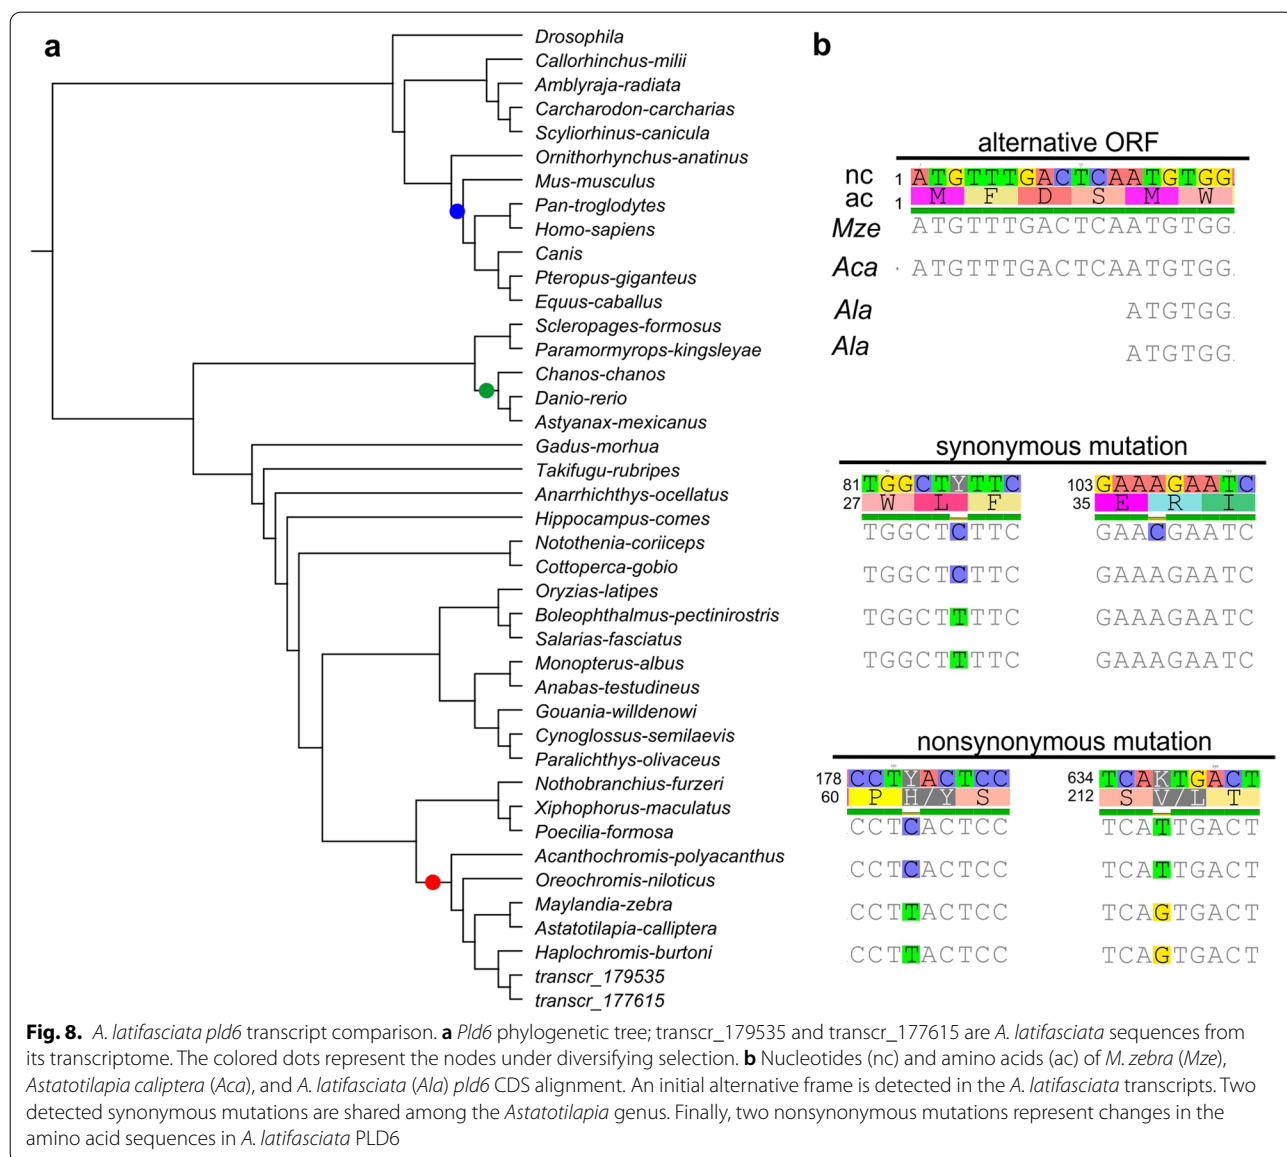 a
Drosophila
Callorhinchus-milii
Amblyraja-radiata
Carcharodon-carcharias
Scyliorhinus-canicula
Ornithorhynchus-anatinus
Mus-musculus
Pan-troglodytes
Homo-sapiens
Canis
Pteropus-giganteus
Equus-caballus
Scleropages-formosus
Paramormyrops-kingsleyae
Chanos-chanos
Danio-rerio
Astyanax-mexicanus
Gadus-morhua
Takifugu-rubripes
Anarrhichthys-ocellatus
Hippocampus-comes
Notothenia-coriiceps
Cottoperca-gobio
Oryzias-latipes
Boleophthalmus-pectinirostris
Salarias-fasciatus
Monopterus-albus
Anabas-testudineus
Gouania-willdenowi
Cynoglossus-semilaevis
Paralichthys-olivaceus
Nothobranchius-furzeri
Xiphophorus-maculatus
Poecilia-formosa
Acanthochromis-polyacanthus
Oreochromis-niloticus
Maylandia-zebra
Astatotilapia-calliptera
Haplochromis-burtoni
transcr_179535
transcr_177615
b
alternative ORF
nc 1 ATGTTTGACTCAATGTGG
ac 1 M F D S M W
Mze ATGTTTGACTCAATGTGG
Aca ATGTTTGACTCAATGTGG
Ala ATGTGG
Ala ATGTGG
synonymous mutation
81 TGGCTYTTC 103 GAAAGAATC
27 W L F 35 E R I
TGGCTCTTC GAACGAATC
TGGCTCTTC GAAAGAATC
TGGCTTTTC GAAAGAATC
TGGCTTTTC GAAAGAATC
nonsynonymous mutation
178 CCTYACTCC 634 TCAKTGACT
60 P H/Y S 212 S V/L T
CCTCACTCC TCATTGACT
CCTCACTCC TCATTGACT
CCTTACTCC TCAGTGACT
CCTTACTCC TCAGTGACT
Fig. 8. A. latifasciata pld6 transcript comparison. a Pld6 phylogenetic tree; transcr_179535 and transcr_177615 are A. latifasciata sequences from
its transcriptome. The colored dots represent the nodes under diversifying selection. b Nucleotides (nc) and amino acids (ac) of M. zebra (Mze),
Astatotilapia caliptera (Aca), and A. latifasciata (Ala) pld6 CDS alignment. An initial alternative frame is detected in the A. latifasciata transcripts. Two
detected synonymous mutations are shared among the Astatotilapia genus. Finally, two nonsynonymous mutations represent changes in the
amino acid sequences in A. latifasciata PLD6